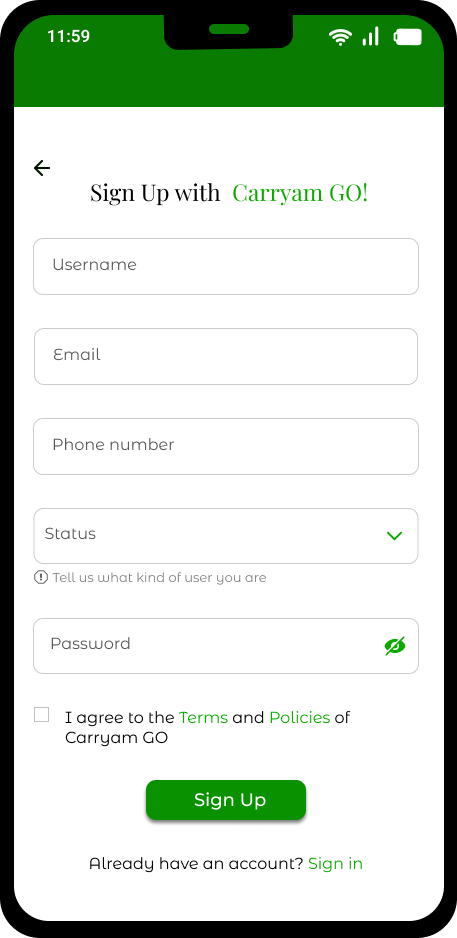 11:59
Sign Up with Carryam GO!
Username
Email
Phone number
Status
Tell us what kind of user you are
Password
I agree to the Terms and Policies of
Carryam GO
Sign Up
Already have an account? Sign in